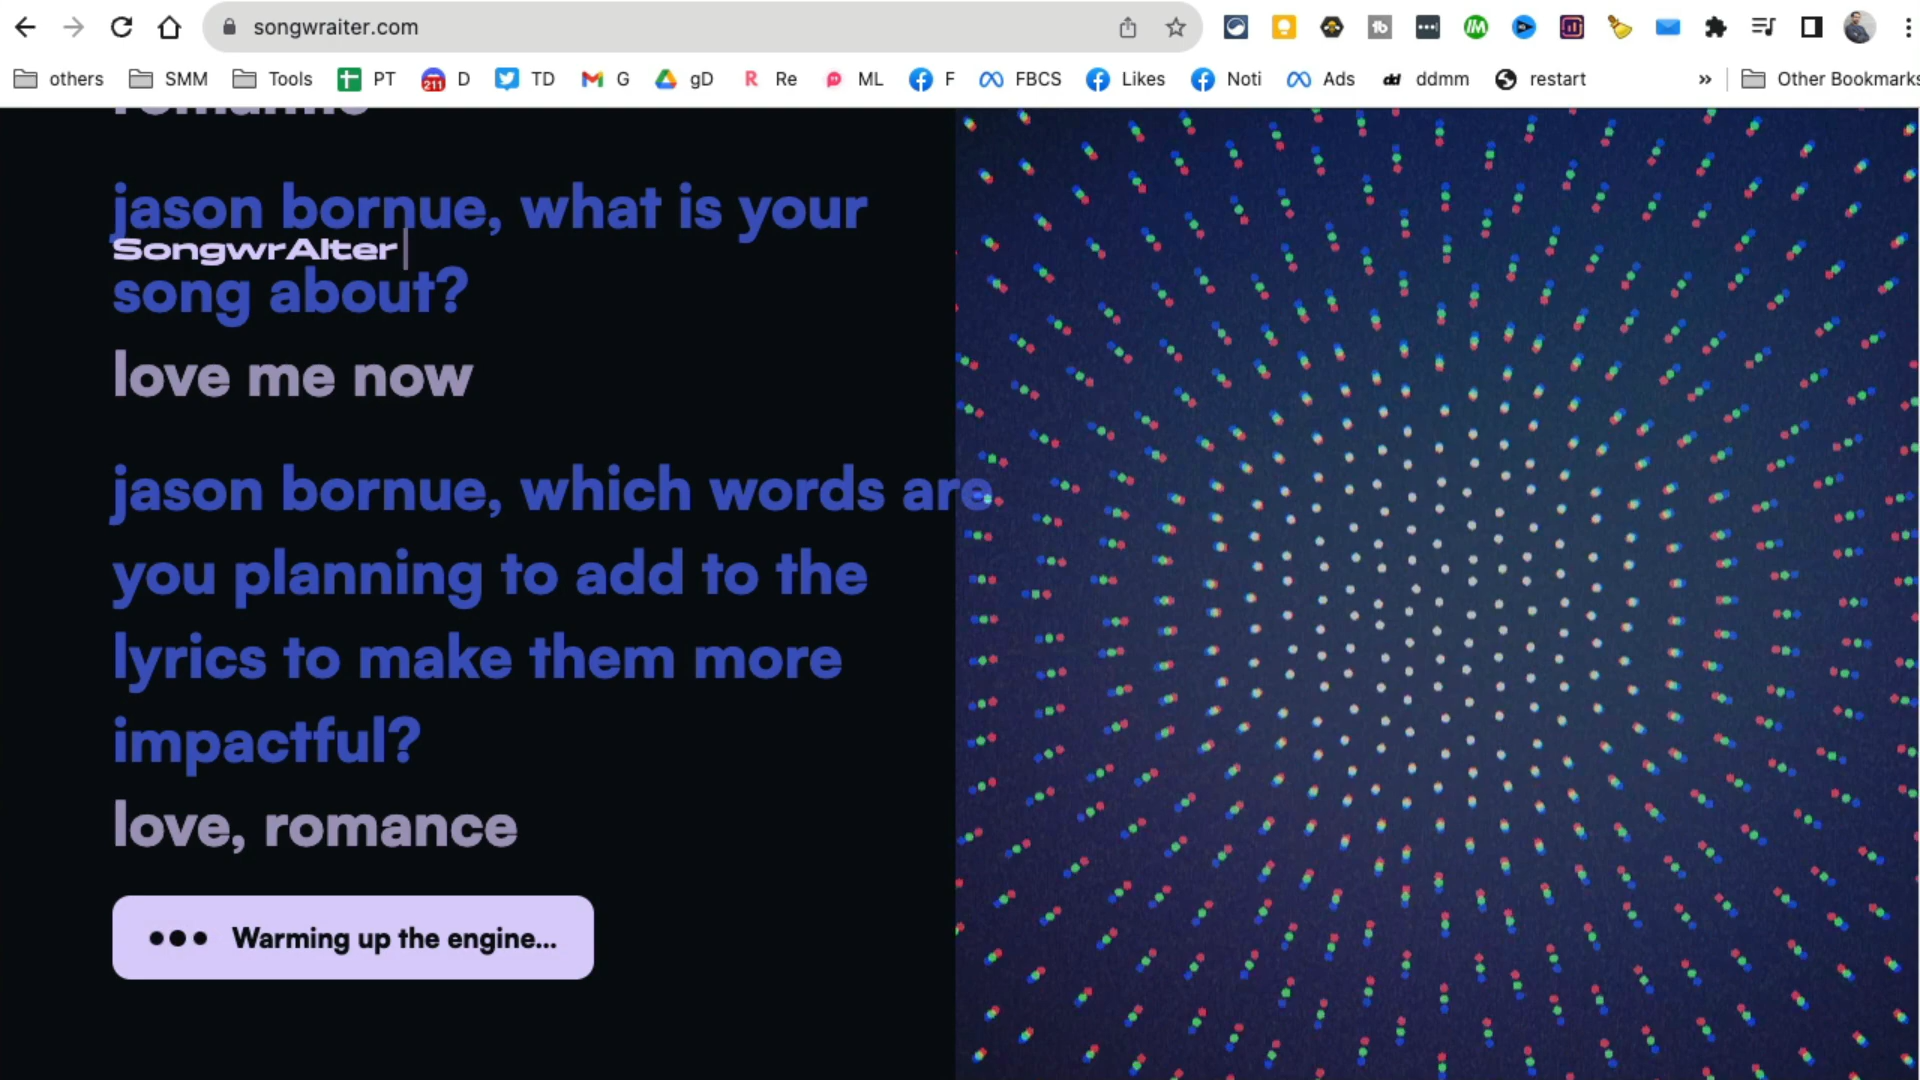 songwraiter.com
others SMM Tools PT 211 D TD G gD Re ML F FBCS Likes Noti Ads dd ddmm restart » Other Bookmarks
jason bornue, what is your
SongwrAIter
song about?
love me now
jason bornue, which words are
you planning to add to the
lyrics to make them more
impactful?
love, romance
Warming up the engine...